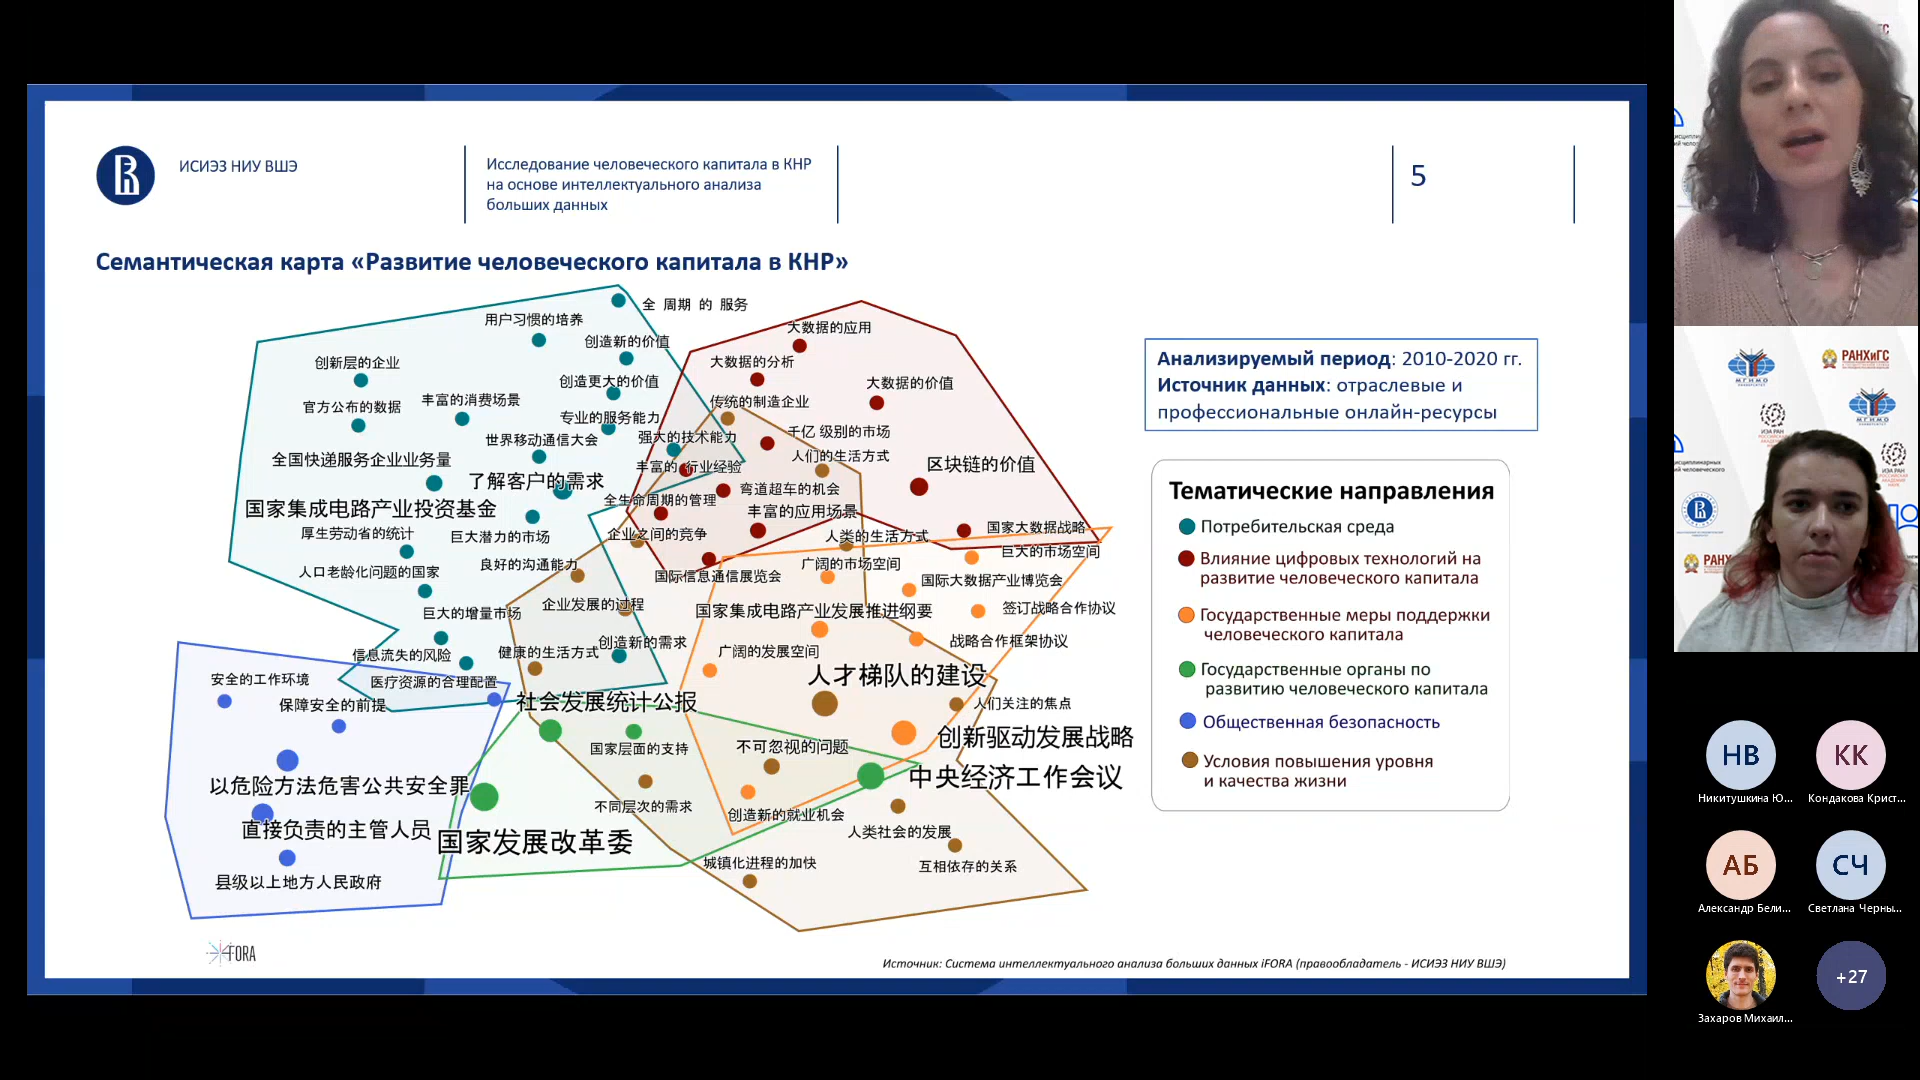 ИСИЭЗ НИУ ВШЭ
Исследование человеческого капитала в КНР
на основе интеллектуального анализа
больших данных
5
Семантическая карта «Развитие человеческого капитала в КНР»
全 周期 的 服务
用户习惯的培养
大数据的应用
创造新的价值
创新层的企业
大数据的分析
创造更大的价值
大数据的价值
官方公布的数据
丰富的消费场景
传统的制造企业
专业的服务能力
世界移动通信大会
强大的技术能力
千亿 级别的市场
全国快递服务企业业务量
人们的生活方式
丰富的 行业经验
区块链的价值
了解客户的需求
弯道超车的机会
国家集成电路产业投资基金
全生命周期的管理
丰富的应用场景
厚生劳动省的统计
巨大潜力的市场
企业之间的竞争
人类的生活方式
国家大数据战略
巨大的市场空间
人口老龄化问题的国家
良好的沟通能力
国际信息通信展览会
广阔的市场空间
国际大数据产业博览会
巨大的增量市场
企业发展的过程
国家集成电路产业发展推进纲要
签订战略合作协议
信息流失的风险
健康的生活方式
创造新的需求
广阔的发展空间
战略合作框架协议
安全的工作环境
医疗资源的合理配置
人才梯队的建设
保障安全的前提
社会发展统计公报
人们关注的焦点
国家层面的支持
不可忽视的问题
创新驱动发展战略
以危险方法危害公共安全罪
中央经济工作会议
不同层次的需求
创造新的就业机会
直接负责的主管人员
国家发展改革委
人类社会的发展
县级以上地方人民政府
城镇化进程的加快
互相依存的关系
Анализируемый период: 2010-2020 гг.
Источник данных: отраслевые и
профессиональные онлайн-ресурсы
Тематические направления
Потребительская среда
Влияние цифровых технологий на
развитие человеческого капитала
Государственные меры поддержки
человеческого капитала
Государственные органы по
развитию человеческого капитала
Общественная безопасность
Условия повышения уровня
и качества жизни
iFORA
Источник: Система интеллектуального анализа больших данных iFORA (правообладатель - ИСИЭЗ НИУ ВШЭ)
МГИМО
РАНХиГС
МГИМО
ИЭА РАН
ИЭА РАН
НВ
КК
Никитушкина Ю...
Кондакова Крист...
АБ
СЧ
Александр Бели...
Светлана Черны...
+27
Захаров Михаил...